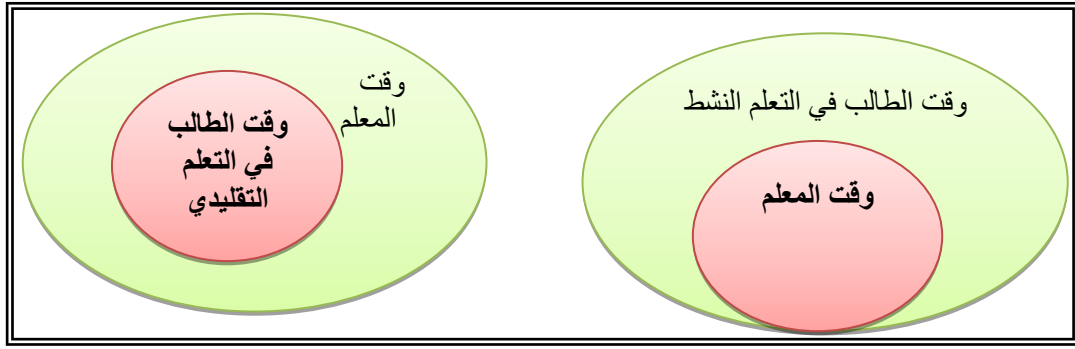 وقت الطالب في التعلم النشط
وقت المعلم
وقت
المعلم
وقت الطالب
في التعلم
التقليدي